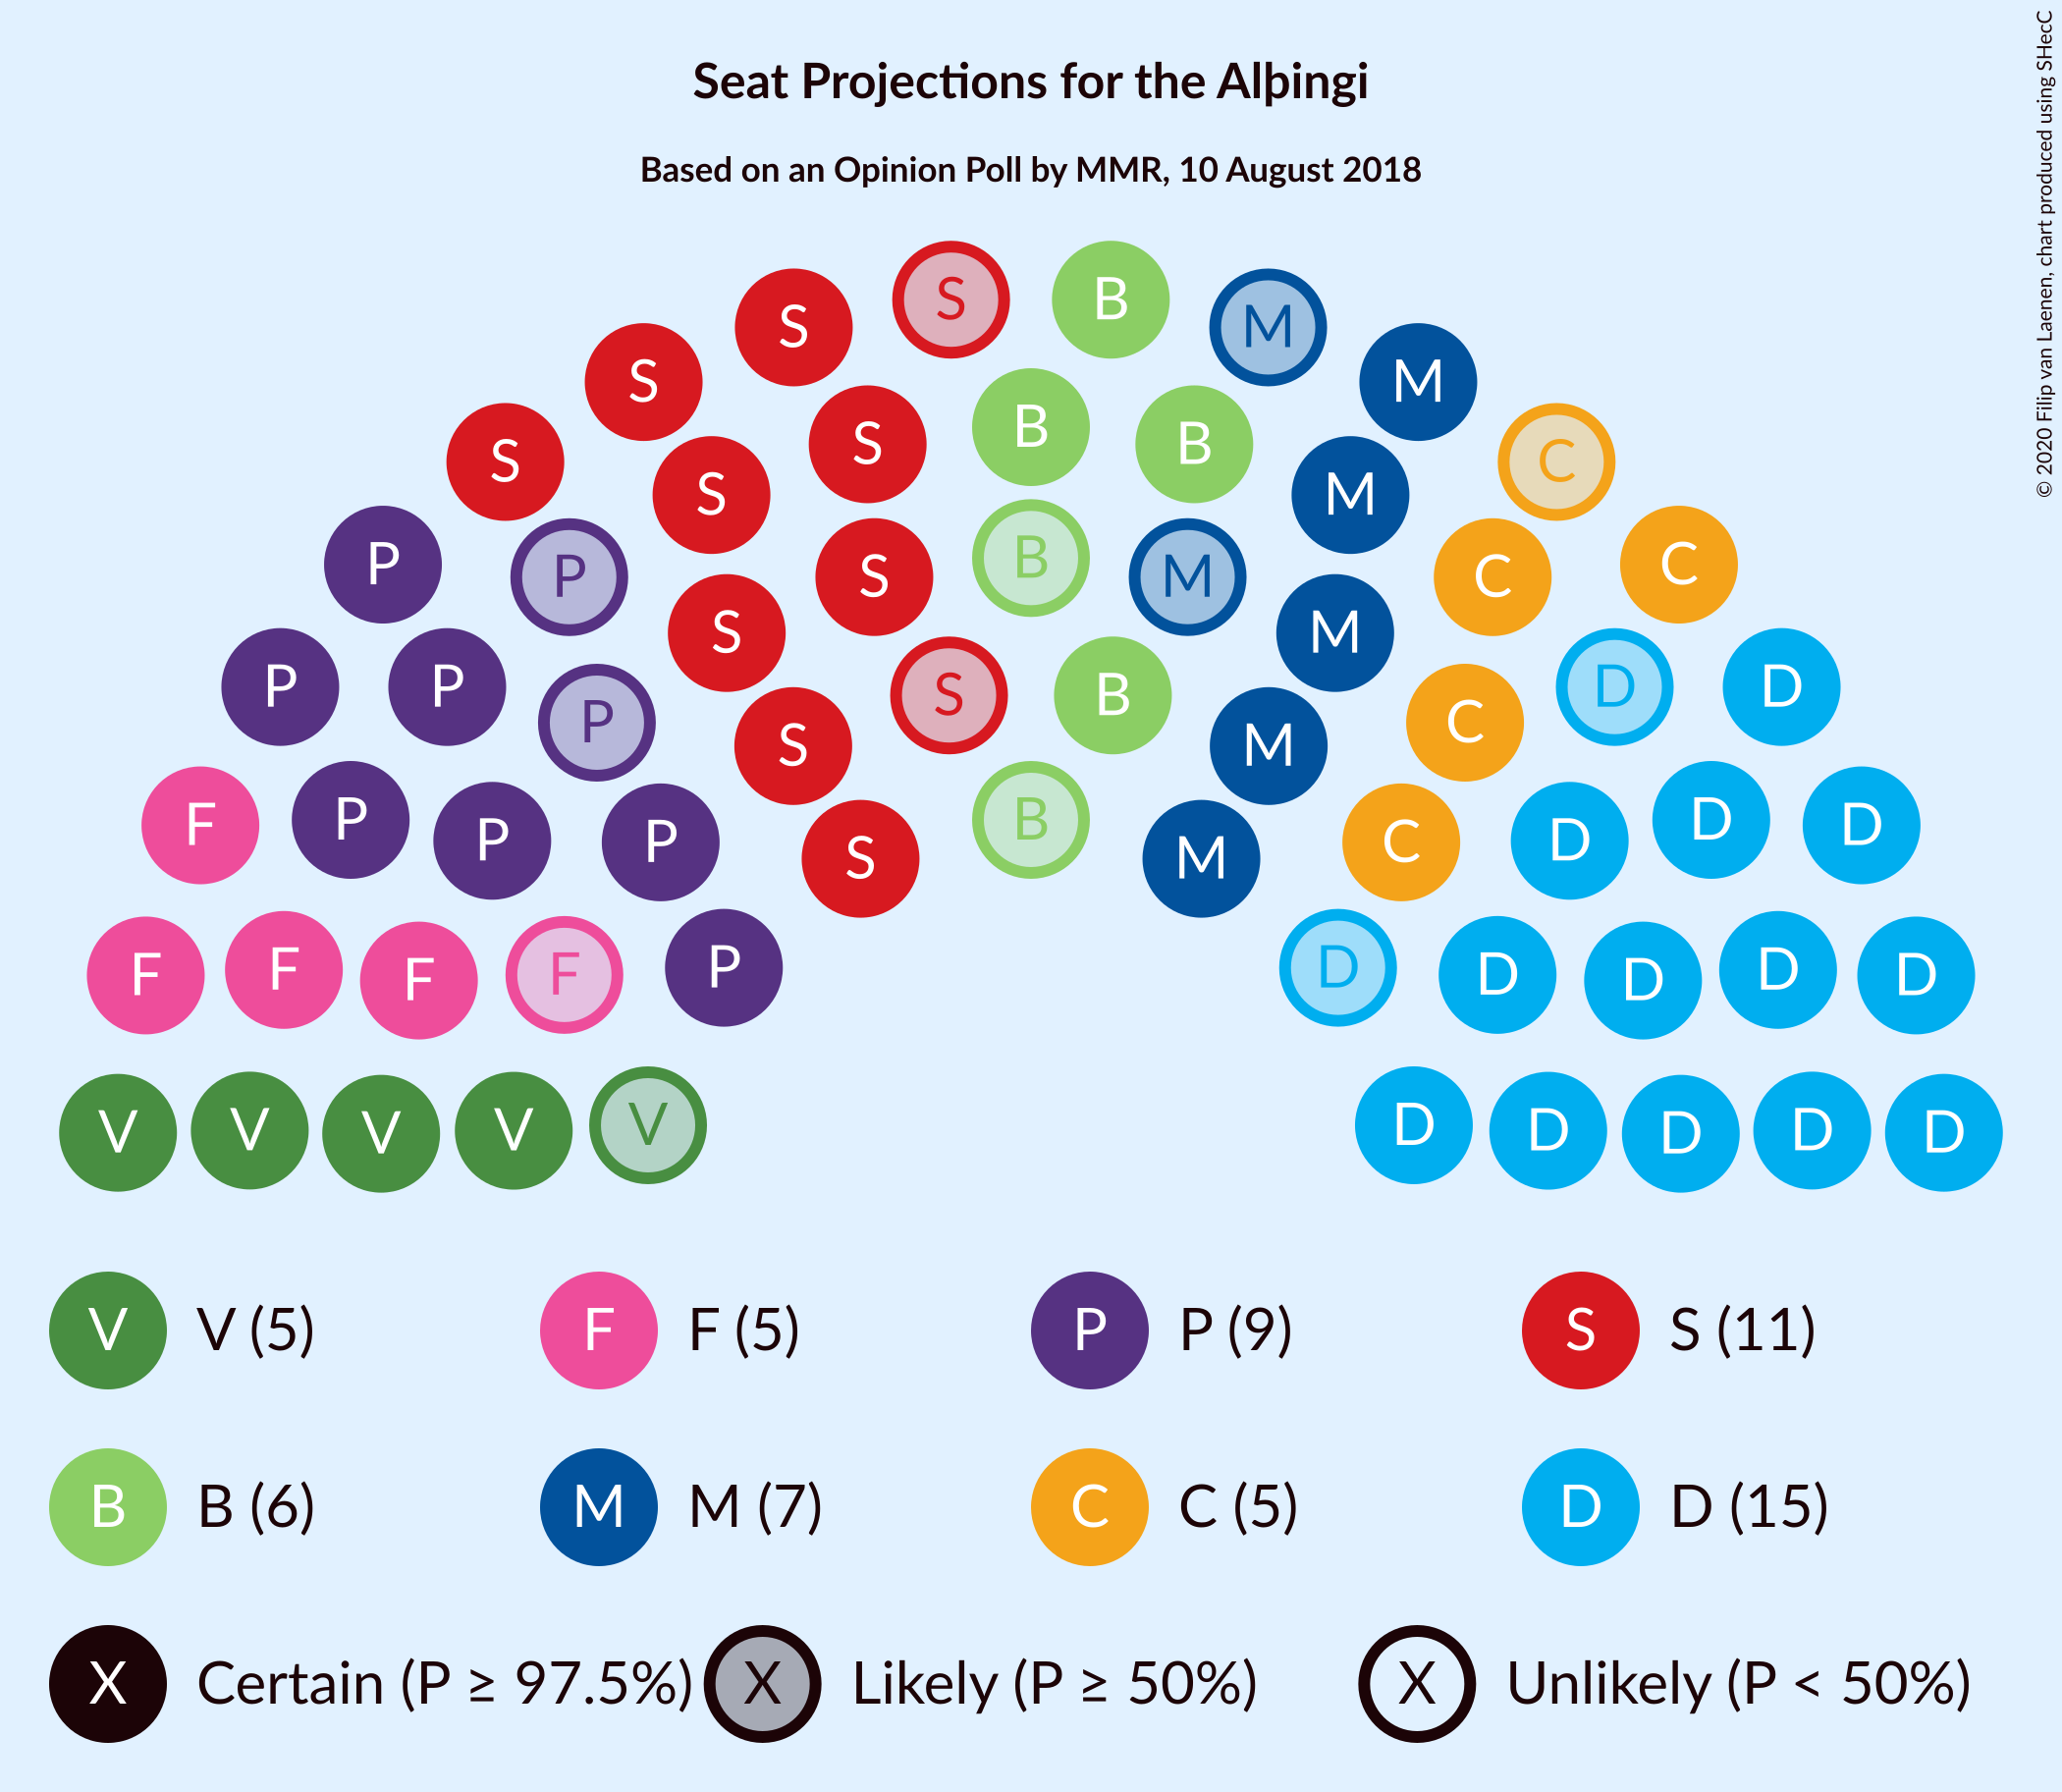 Seat Projections for the Alþingi
Based on an Opinion Poll by MMR, 10 August 2018
© 2020 Filip van Laenen, chart produced using SHecC
S B
S M
S M
S B B C
S S M
P P S B M C C
S M
P P P S B M C D D
S M
F P P P B C D D D
S M
F F F F P D D D D D
V V V V V D D D D D
V V (5) F F (5) P P (9) S S (11)
B B (6) M M (7) C C (5) D D (15)
X Certain (P ≥ 97.5%) X Likely (P ≥ 50%) X Unlikely (P < 50%)